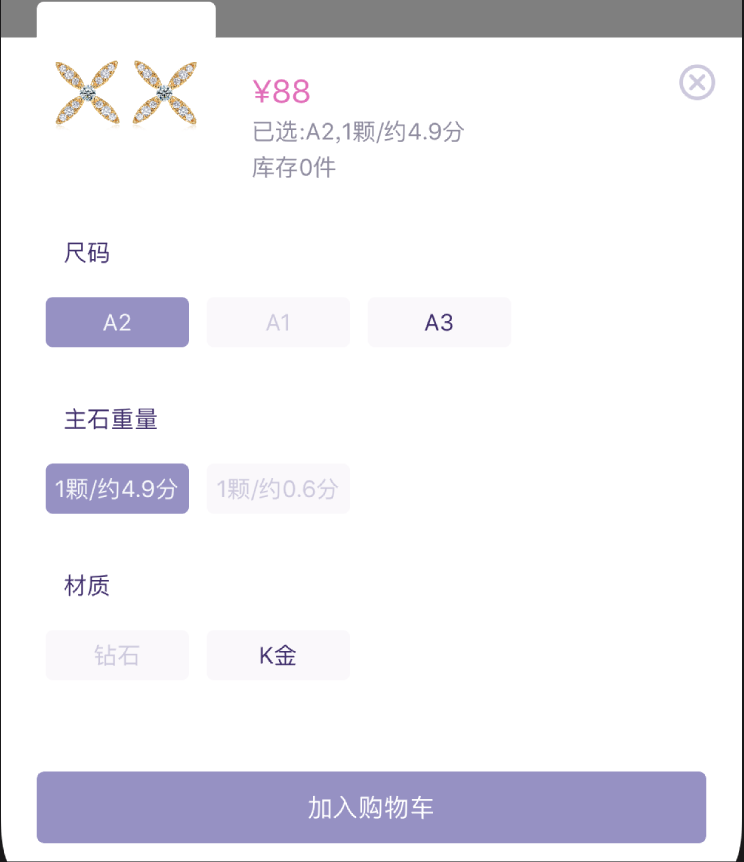 ¥88
已选:A2,1颗/约4.9分
库存0件
尺码
A2 A1 A3
主石重量
1颗/约4.9分 1颗/约0.6分
材质
钻石 K金
加入购物车